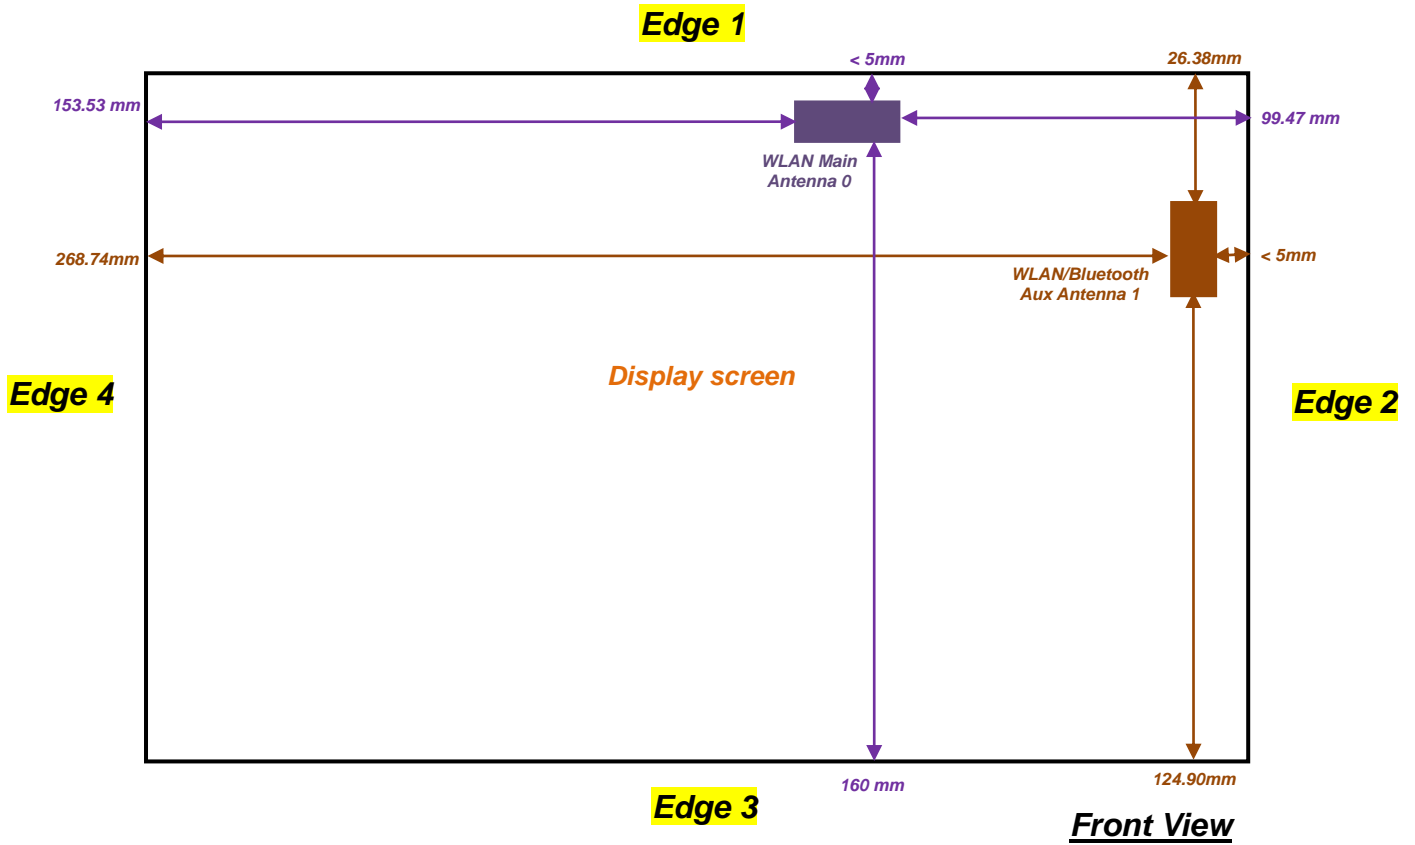 Edge 1
< 5mm
26.38mm
153.53 mm
99.47 mm
WLAN Main
Antenna 0
268.74mm
< 5mm
WLAN/Bluetooth
Aux Antenna 1
Display screen
Edge 4
Edge 2
160 mm
124.90mm
Edge 3
Front View